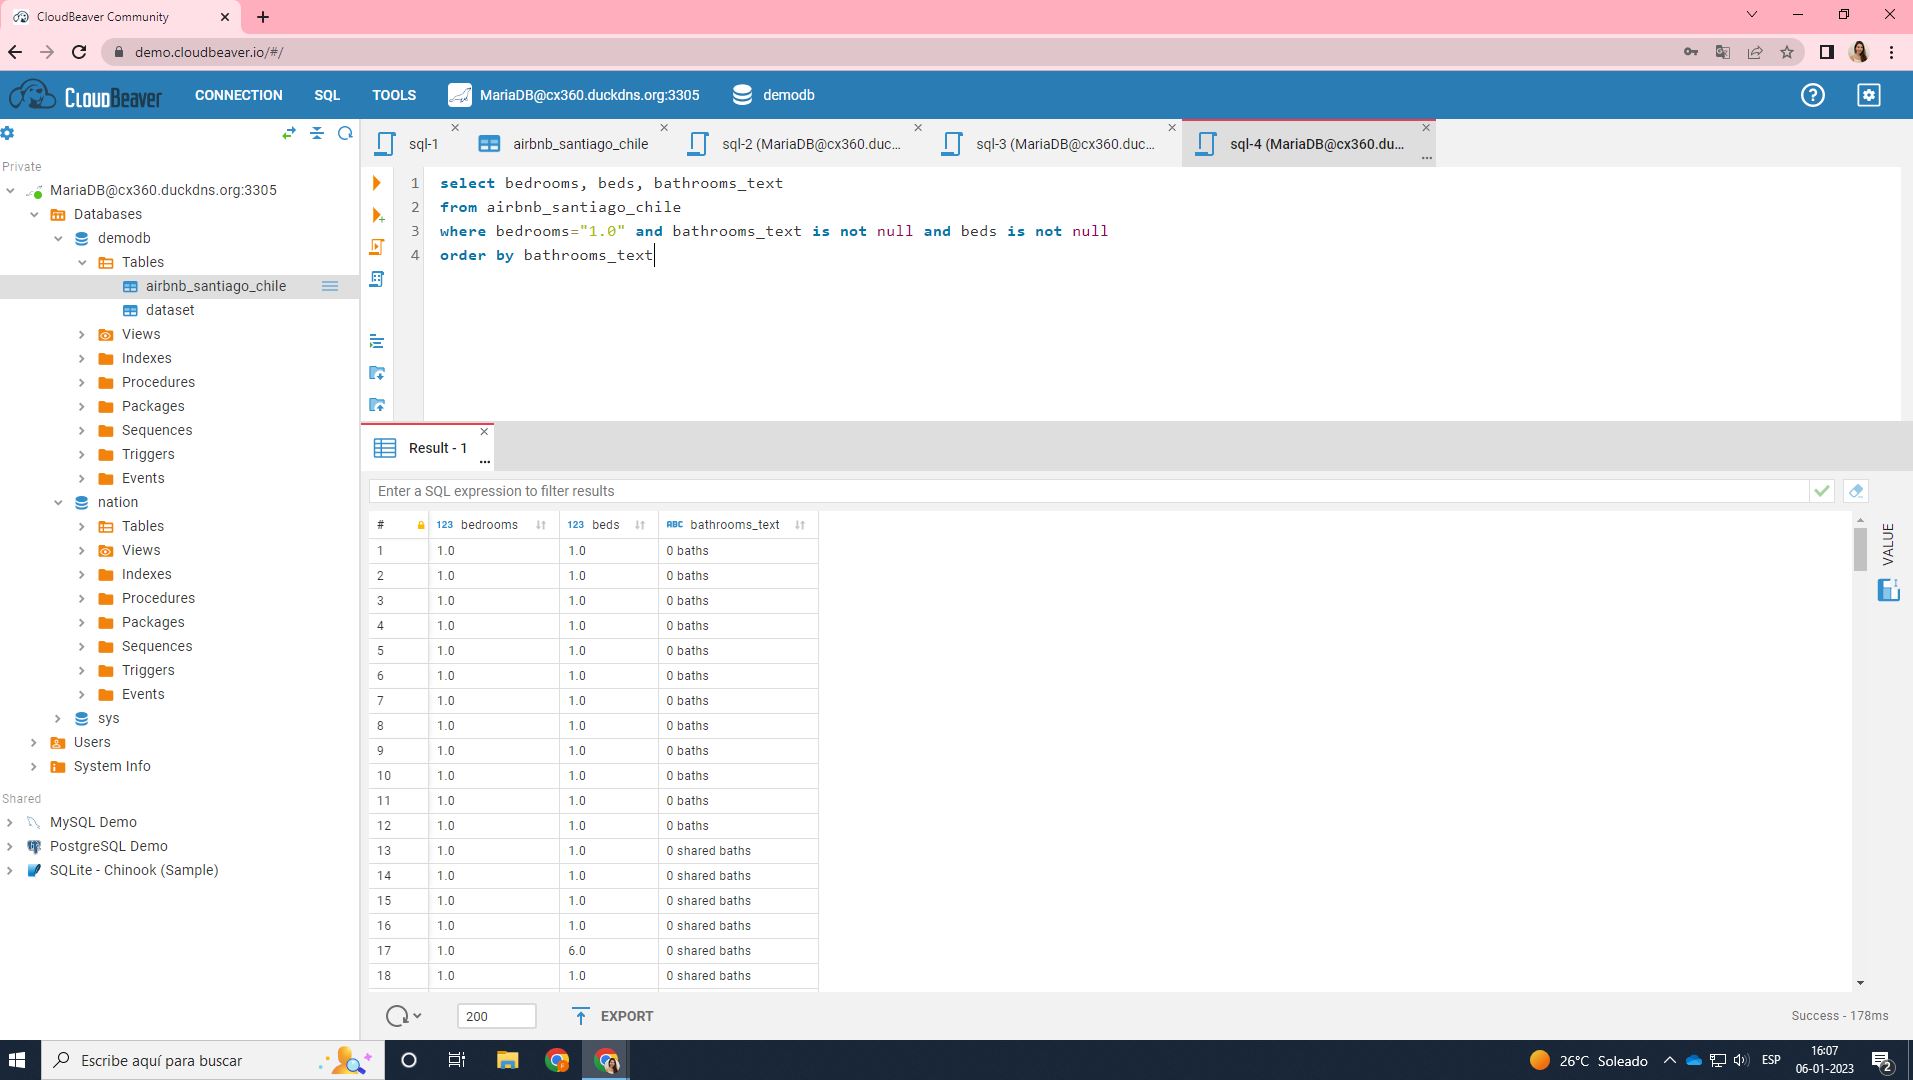 CloudBeaver Community
demo.cloudbeaver.io/#/
CloudBeaver CONNECTION SQL TOOLS MariaDB@cx360.duckdns.org:3305 demodb
sql-1 airbnb_santiago_chile sql-2 (MariaDB@cx360.duc... sql-3 (MariaDB@cx360.duc... sql-4 (MariaDB@cx360.du...
Private
MariaDB@cx360.duckdns.org:3305
Databases
demodb
Tables
airbnb_santiago_chile
dataset
Views
Indexes
Procedures
Packages
Sequences
Triggers
Events
nation
Tables
Views
Indexes
Procedures
Packages
Sequences
Triggers
Events
sys
Users
System Info
Shared
MySQL Demo
PostgreSQL Demo
SQLite - Chinook (Sample)
1 select bedrooms, beds, bathrooms_text
2 from airbnb_santiago_chile
3 where bedrooms="1.0" and bathrooms_text is not null and beds is not null
4 order by bathrooms_text
Result - 1
Enter a SQL expression to filter results
# 123 bedrooms 123 beds ABC bathrooms_text
1 1.0 1.0 0 baths
2 1.0 1.0 0 baths
3 1.0 1.0 0 baths
4 1.0 1.0 0 baths
5 1.0 1.0 0 baths
6 1.0 1.0 0 baths
7 1.0 1.0 0 baths
8 1.0 1.0 0 baths
9 1.0 1.0 0 baths
10 1.0 1.0 0 baths
11 1.0 1.0 0 baths
12 1.0 1.0 0 baths
13 1.0 1.0 0 shared baths
14 1.0 1.0 0 shared baths
15 1.0 1.0 0 shared baths
16 1.0 1.0 0 shared baths
17 1.0 6.0 0 shared baths
18 1.0 1.0 0 shared baths
VALUE
200 EXPORT
Success - 178ms
Escribe aquí para buscar
26°C Soleado
ESP
16:07
06-01-2023
2